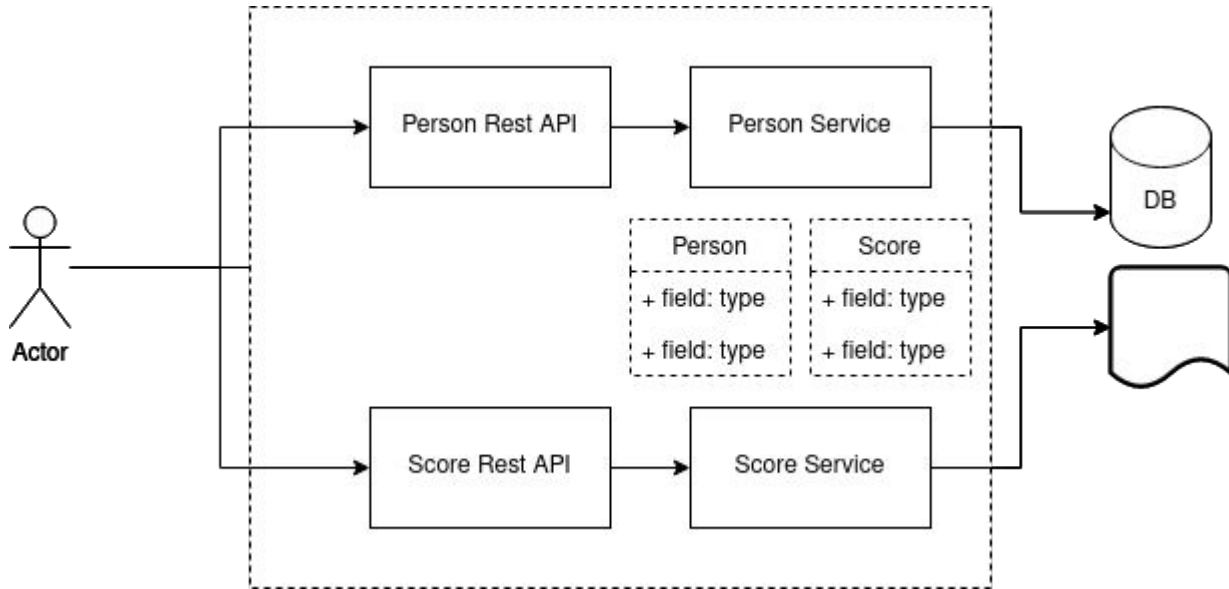 Person Rest API
Person Service
DB
Person
+ field: type
+ field: type
Score
+ field: type
+ field: type
Actor
Score Rest API
Score Service